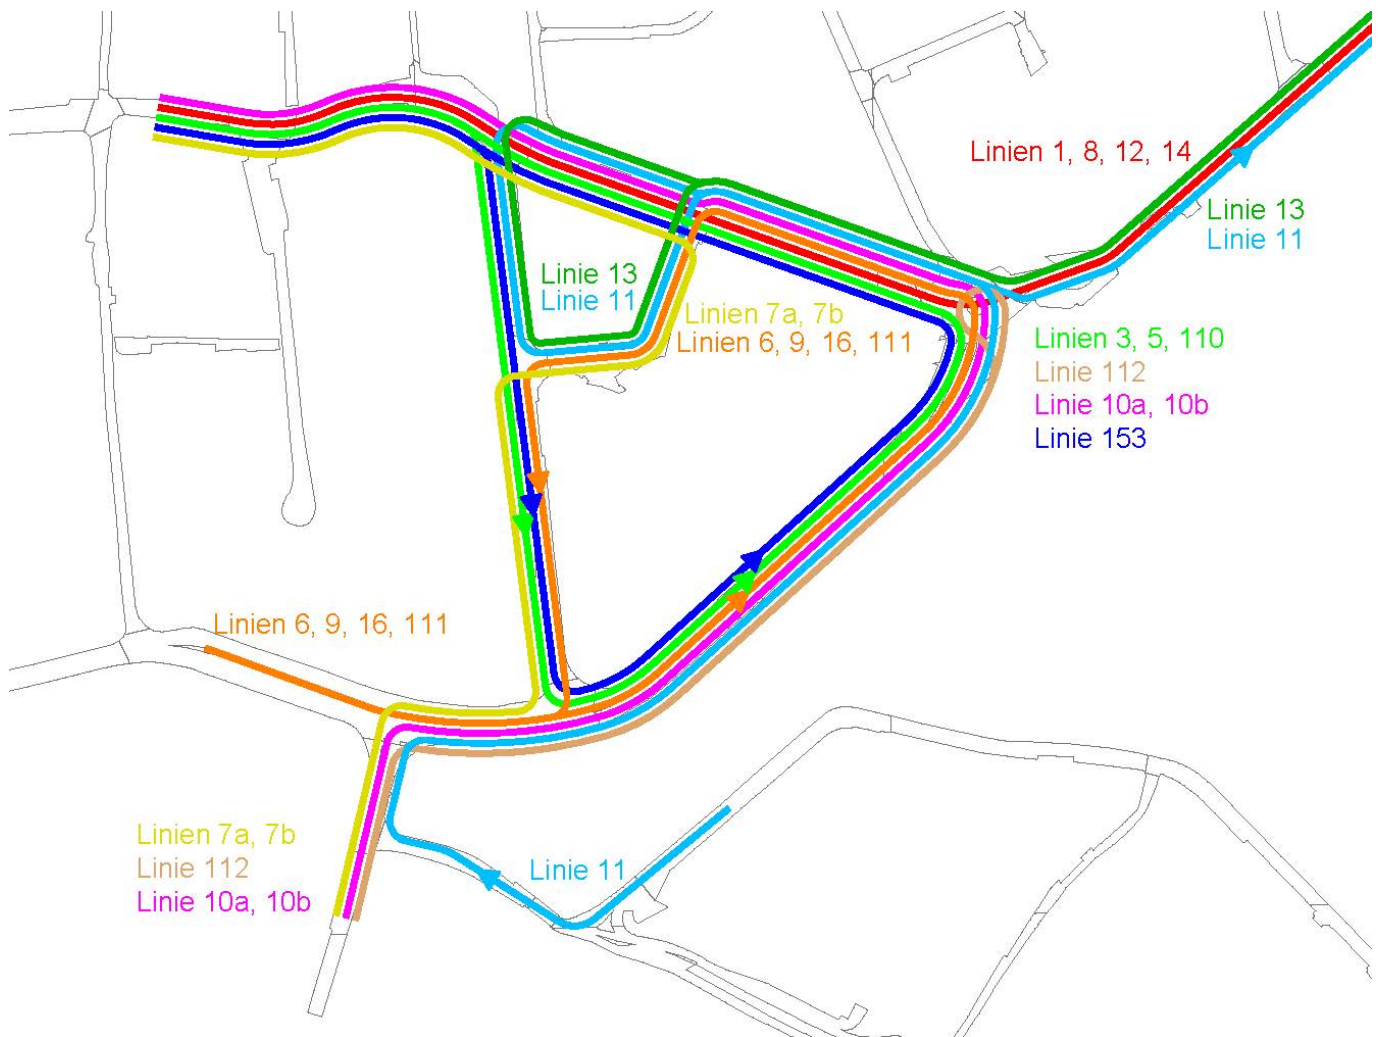 Linien 1, 8, 12, 14
Linie 13
Linie 11
Linie 13
Linie 11
Linien 7a, 7b
Linien 6, 9, 16, 111
Linien 3, 5, 110
Linie 112
Linie 10a, 10b
Linie 153
Linien 6, 9, 16, 111
Linien 7a, 7b
Linie 112
Linie 10a, 10b
Linie 11